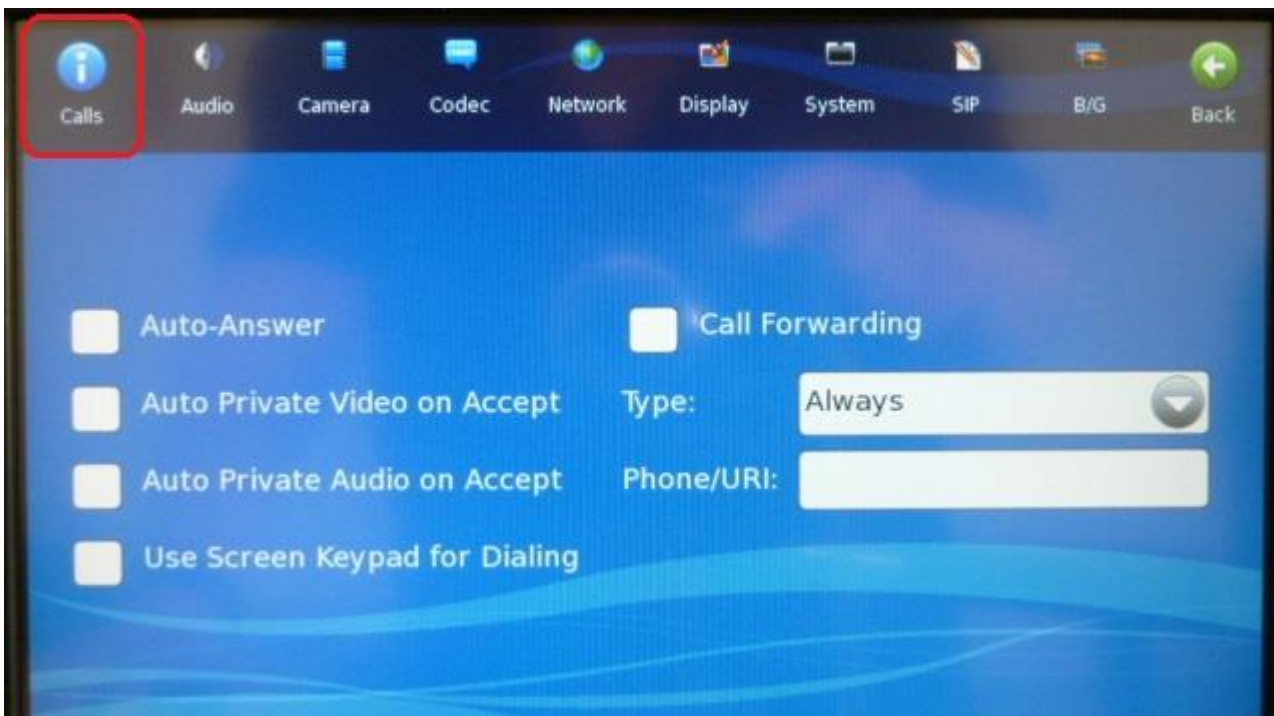 Calls Audio Camera Codec Network Display System SIP B/G Back
Auto-Answer
Call Forwarding
Auto Private Video on Accept
Type: Always
Auto Private Audio on Accept
Phone/URI:
Use Screen Keypad for Dialing